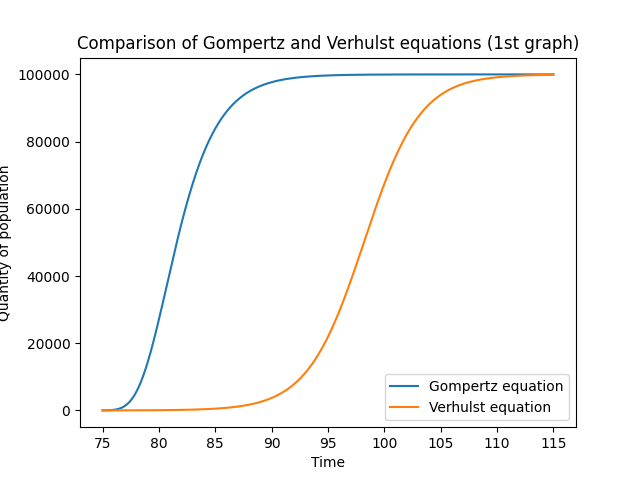 Comparison of Gompertz and Verhulst equations (1st graph)
100000
80000
60000
40000
20000
0
Quantity of population
75 80 85 90 95 100 105 110 115
Time
Gompertz equation
Verhulst equation